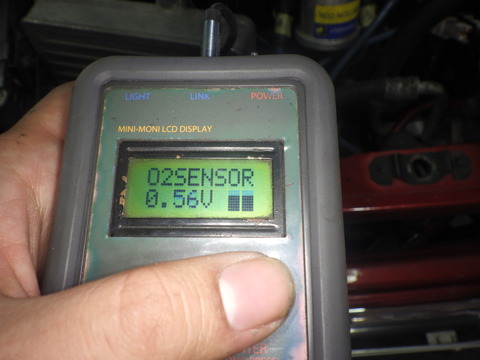 LIGHT LINK POWER
MINI-MONI LCD DISPLAY
O2SENSOR
0.56V